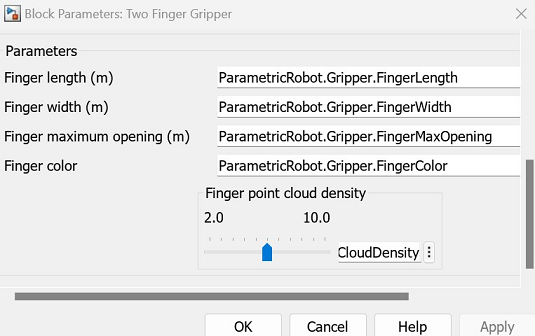 Block Parameters: Two Finger Gripper
Parameters
Finger length (m) ParametricRobot.Gripper.FingerLength
Finger width (m) ParametricRobot.Gripper.FingerWidth
Finger maximum opening (m) ParametricRobot.Gripper.FingerMaxOpening
Finger color ParametricRobot.Gripper.FingerColor
Finger point cloud density
2.0 10.0
CloudDensity
OK Cancel Help Apply